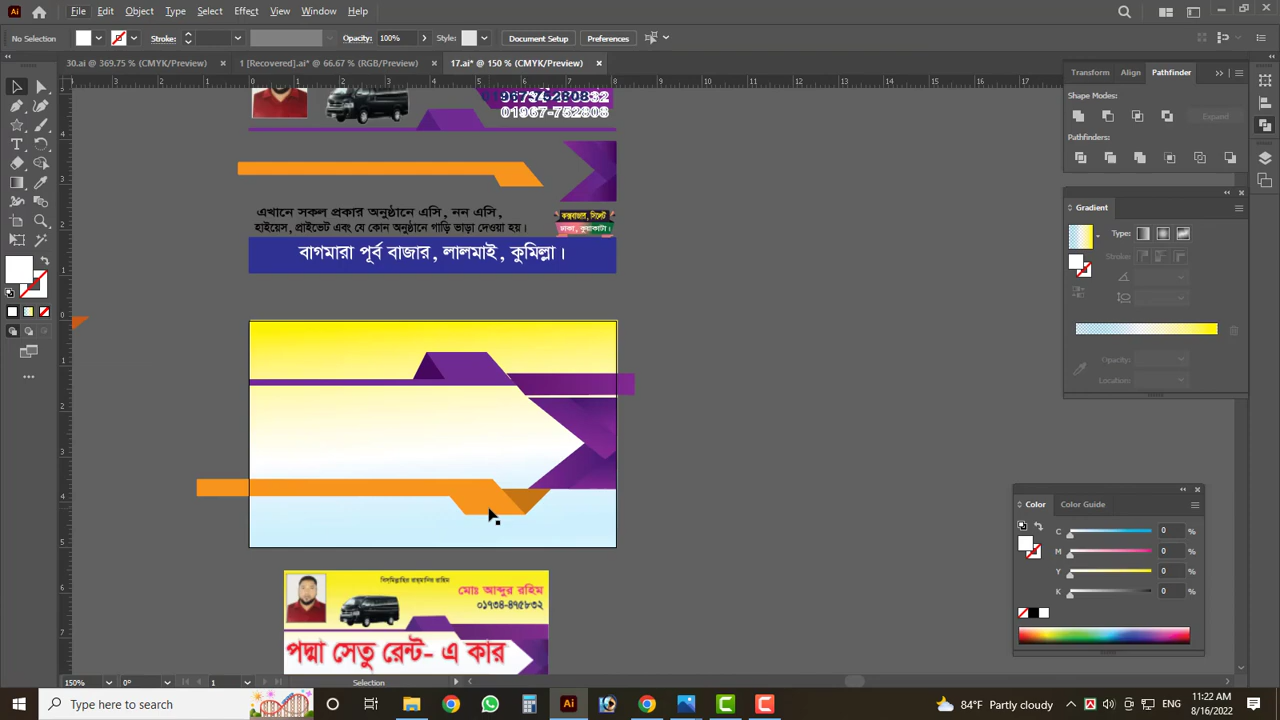 File Edit Object Type Select Effect View Window Help
No Selection Stroke: Opacity: 100% Style: Document Setup Preferences
30.ai @ 369.75 % (CMYK/Preview) × 1 [Recovered].ai* @ 66.67 % (RGB/Preview) × 17.ai* @ 150 % (CMYK/Preview) ×
Transform Align Pathfinder
Shape Modes:
Expand
Pathfinders:
01967-752808
Gradient
Type:
Stroke:
Opacity:
Location:
এখানে সকল প্রকার অনুষ্ঠানে এসি, নন এসি,
হাইয়েস, প্রাইভেট এবং যে কোন অনুষ্ঠানে গাড়ি ভাড়া দেওয়া হয়।
কক্সবাজার, সিলেট
ঢাকা, কুয়াকাটা।
বাগমারা পূর্ব বাজার, লালমাই, কুমিল্লা।
Color Color Guide
C 0 %
M 0 %
Y 0 %
K 0 %
বিস্‌মিল্লাহির রাহ্‌মানির রাহিম
মোঃ আব্দুর রহিম
০১৭৩৪-৪৭৫৮৩২
পদ্মা সেতু রেন্ট- এ কার
150% 0° 1 Selection
Type here to search
84°F Partly cloudy
11:22 AM
8/16/2022